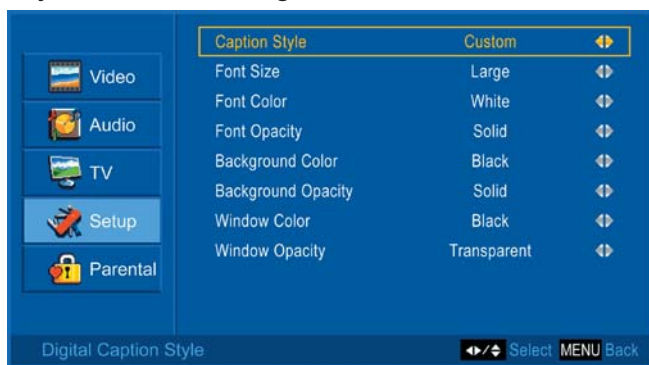 Caption Style Custom
Font Size Large
Font Color White
Font Opacity Solid
Background Color Black
Background Opacity Solid
Window Color Black
Window Opacity Transparent
Video
Audio
TV
Setup
Parental
Digital Caption Style
Select MENU Back